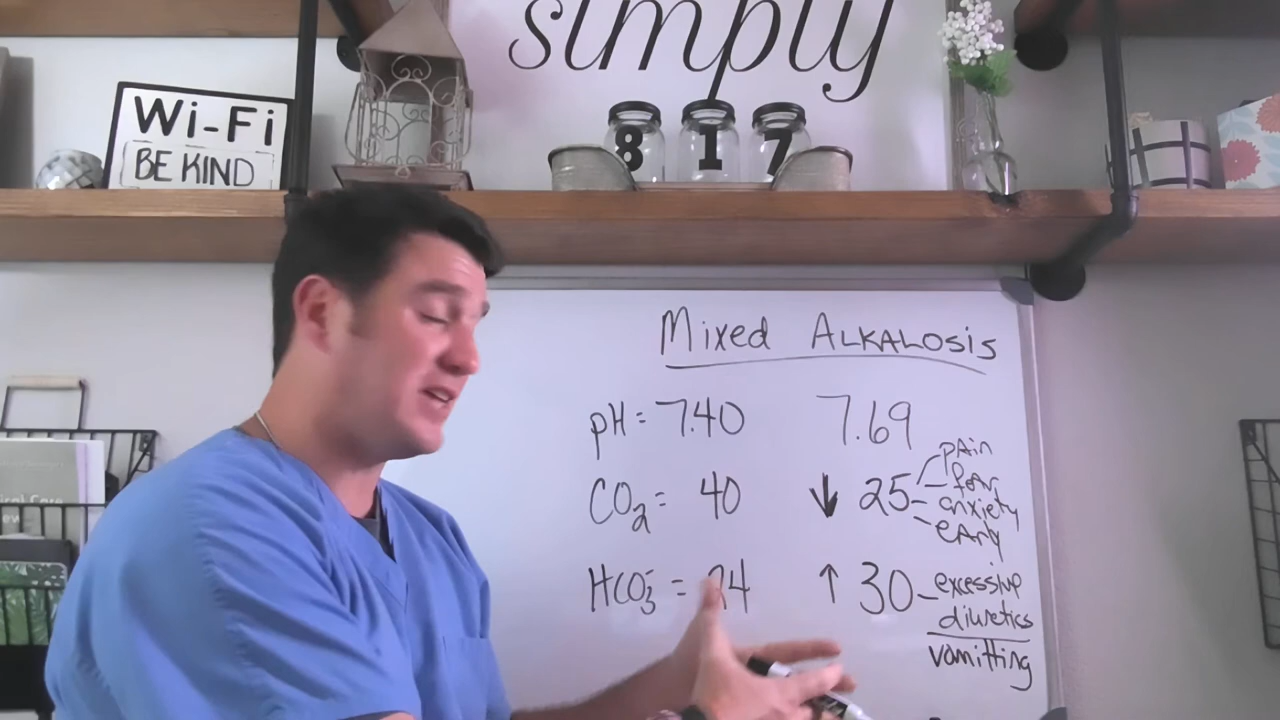 simply
Wi-Fi
BE KIND
8 1 7
Mixed ALKALOSIS
pH = 7.40 7.69
pAin
CO2 = 40 ↓ 25
feAr
anxiety
eARly
HCO3- = 24 ↑ 30
excessive
diuretics
vomitting